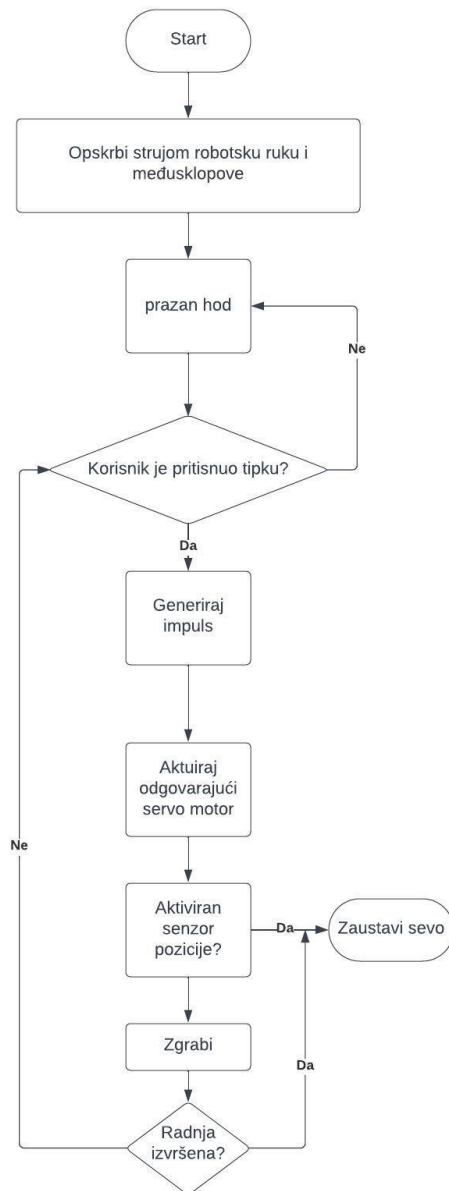 Start
Opskrbi strujom robotsku ruku i
međusklopove
prazan hod
Ne
Korisnik je pritisnuo tipku?
Da
Generiraj
impuls
Aktuiraj
odgovarajući
servo motor
Ne
Aktiviran
senzor
pozicije?
Da
Zaustavi sevo
Zgrabi
Da
Radnja
izvršena?